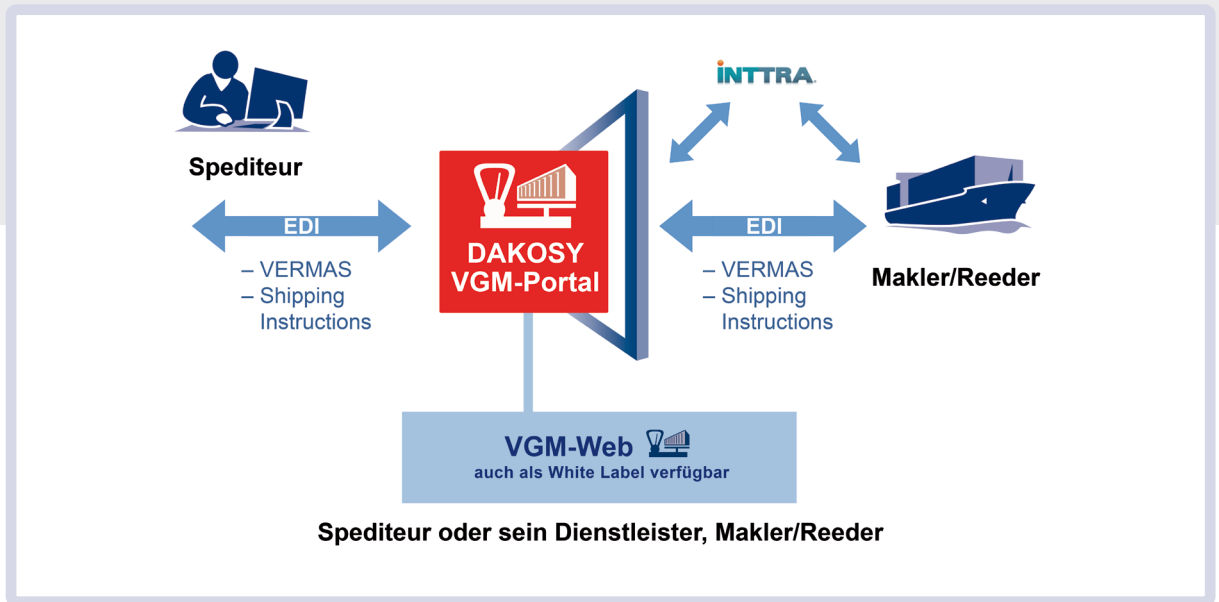 INTTRA
Spediteur
EDI
– VERMAS
– Shipping
Instructions
DAKOSY
VGM-Portal
EDI
– VERMAS
– Shipping
Instructions
Makler/Reeder
VGM-Web
auch als White Label verfügbar
Spediteur oder sein Dienstleister, Makler/Reeder